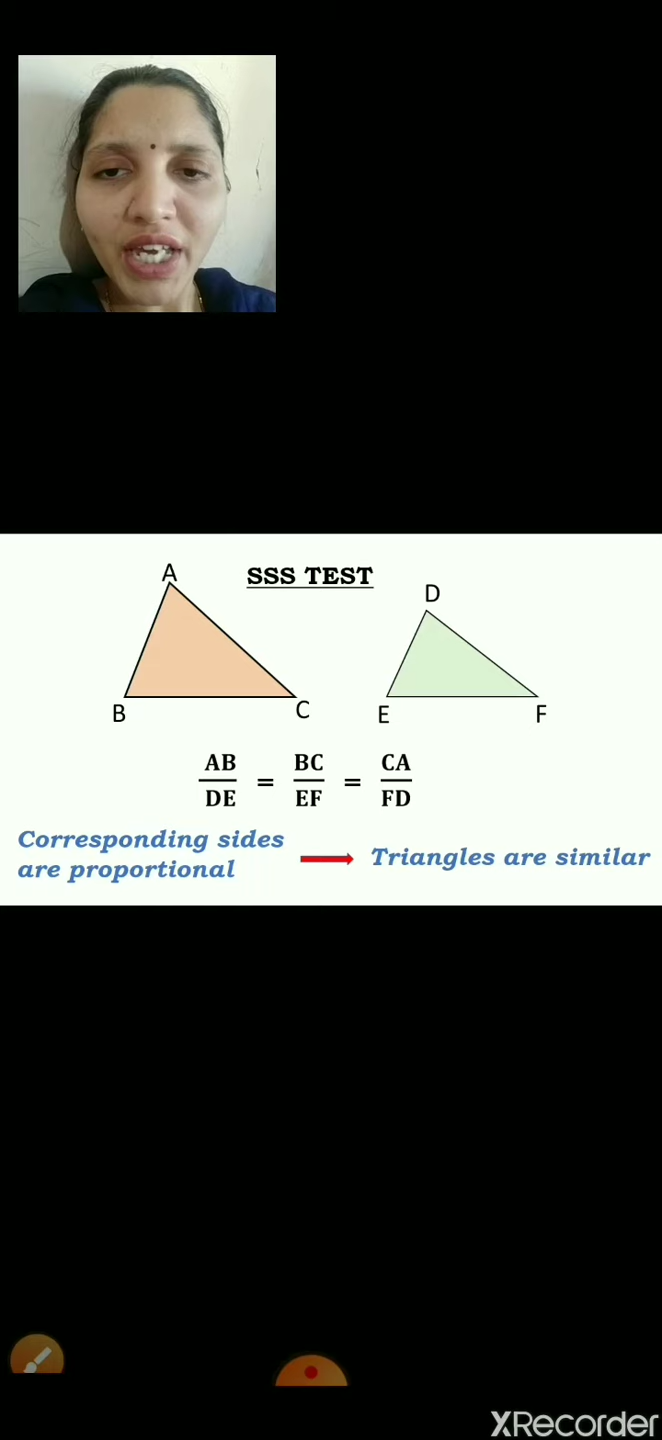 SSS TEST
A
B
C
D
E
F
AB/DE = BC/EF = CA/FD
Corresponding sides
are proportional
Triangles are similar
XRecorder